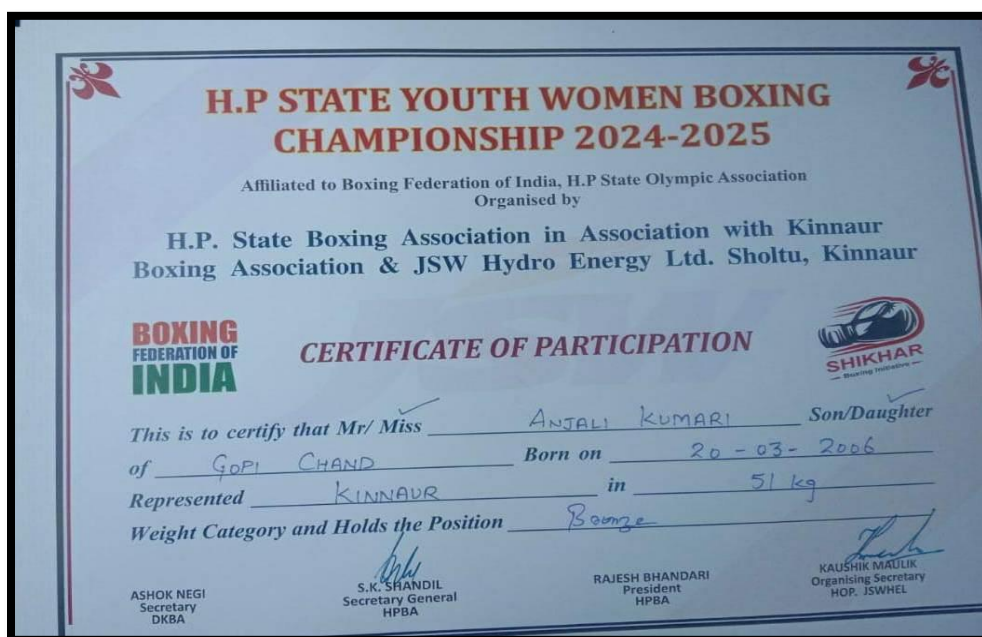 H.P STATE YOUTH WOMEN BOXING
CHAMPIONSHIP 2024-2025
Affiliated to Boxing Federation of India, H.P State Olympic Association
Organised by
H.P. State Boxing Association in Association with Kinnaur
Boxing Association & JSW Hydro Energy Ltd. Sholtu, Kinnaur
BOXING
FEDERATION OF
INDIA
CERTIFICATE OF PARTICIPATION
SHIKHAR
Boxing Initiative
This is to certify that Mr/ Miss ANJALI KUMARI Son/Daughter
of GOPI CHAND Born on 20-03-2006
Represented KINNAUR in 51 kg
Weight Category and Holds the Position Bronze
ASHOK NEGI
Secretary
DKBA
S.K. SHANDIL
Secretary General
HPBA
RAJESH BHANDARI
President
HPBA
KAUSHIK MAULIK
Organising Secretary
HOP. JSWHEL